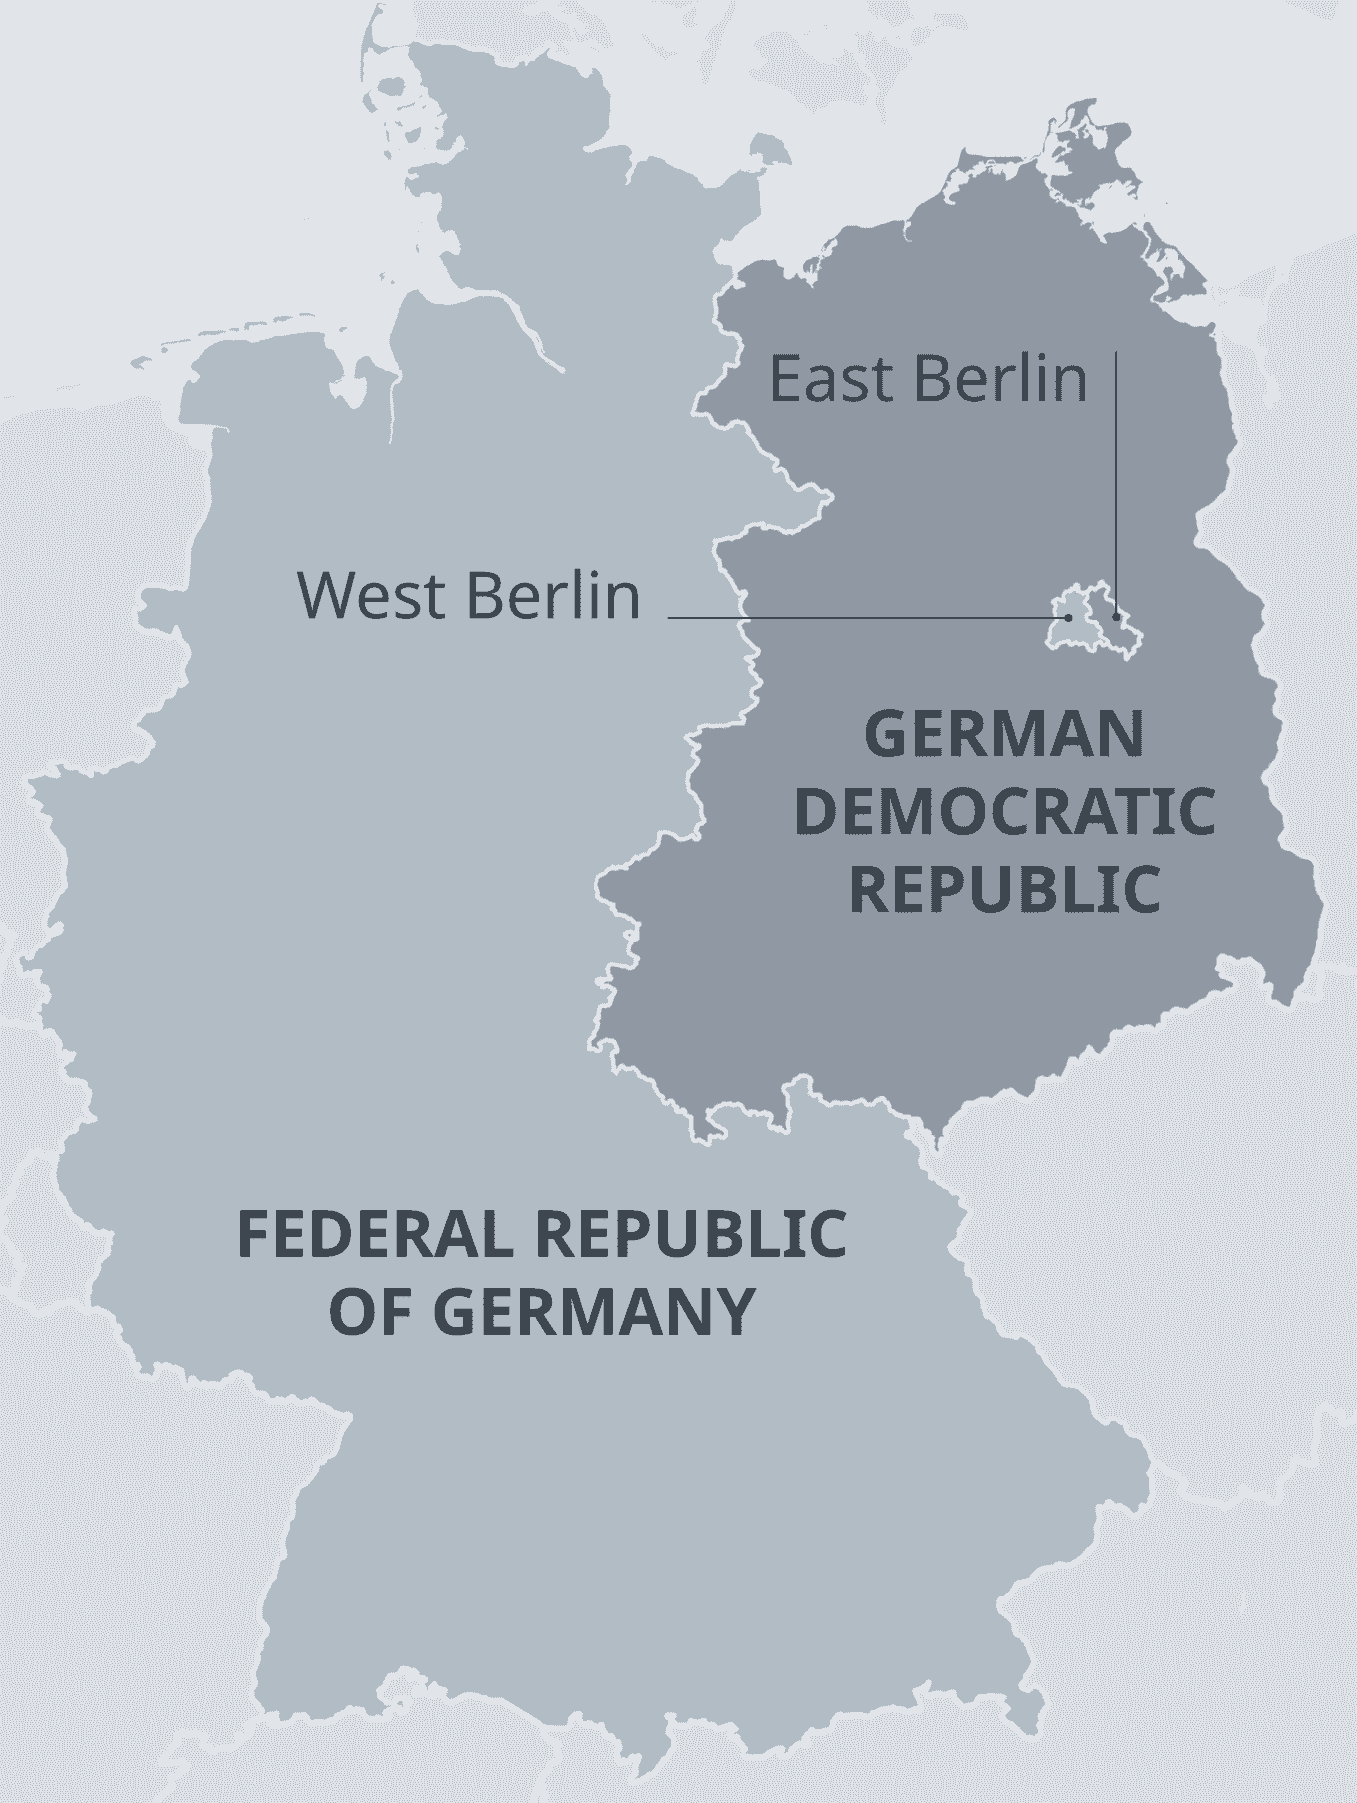 East Berlin
West Berlin
GERMAN
DEMOCRATIC
REPUBLIC
FEDERAL REPUBLIC
OF GERMANY